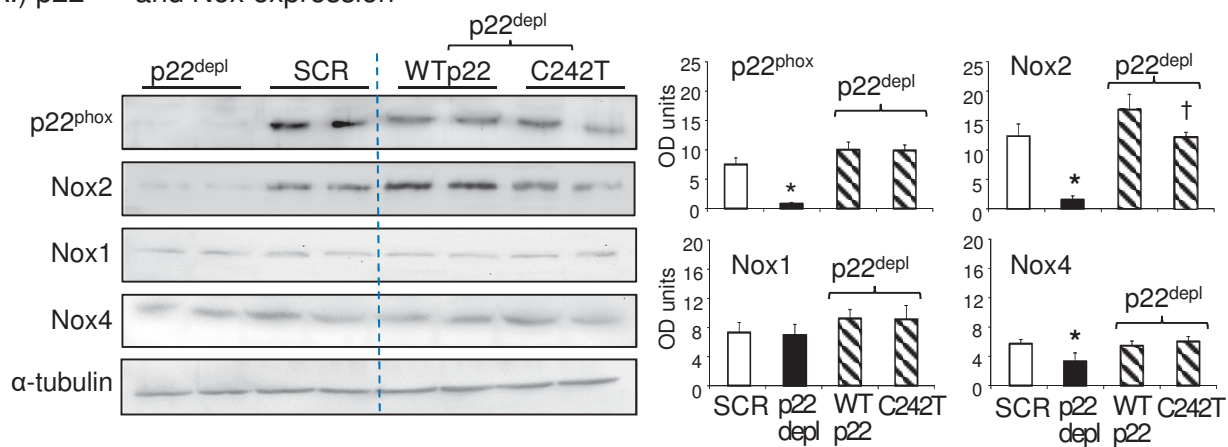 p22 and Nox expression
p22depl
p22depl SCR WTp22 C242T
p22phox
Nox2
Nox1
Nox4
α-tubulin
p22phox
p22depl
OD units
25
20
15
10
5
0
*
Nox2
p22depl
25
20
15
10
5
0
*
†
Nox1
p22depl
OD units
20
16
12
8
4
0
SCR p22 depl WT p22 C242T
Nox4
p22depl
20
16
12
8
4
0
*
SCR p22 depl WT p22 C242T